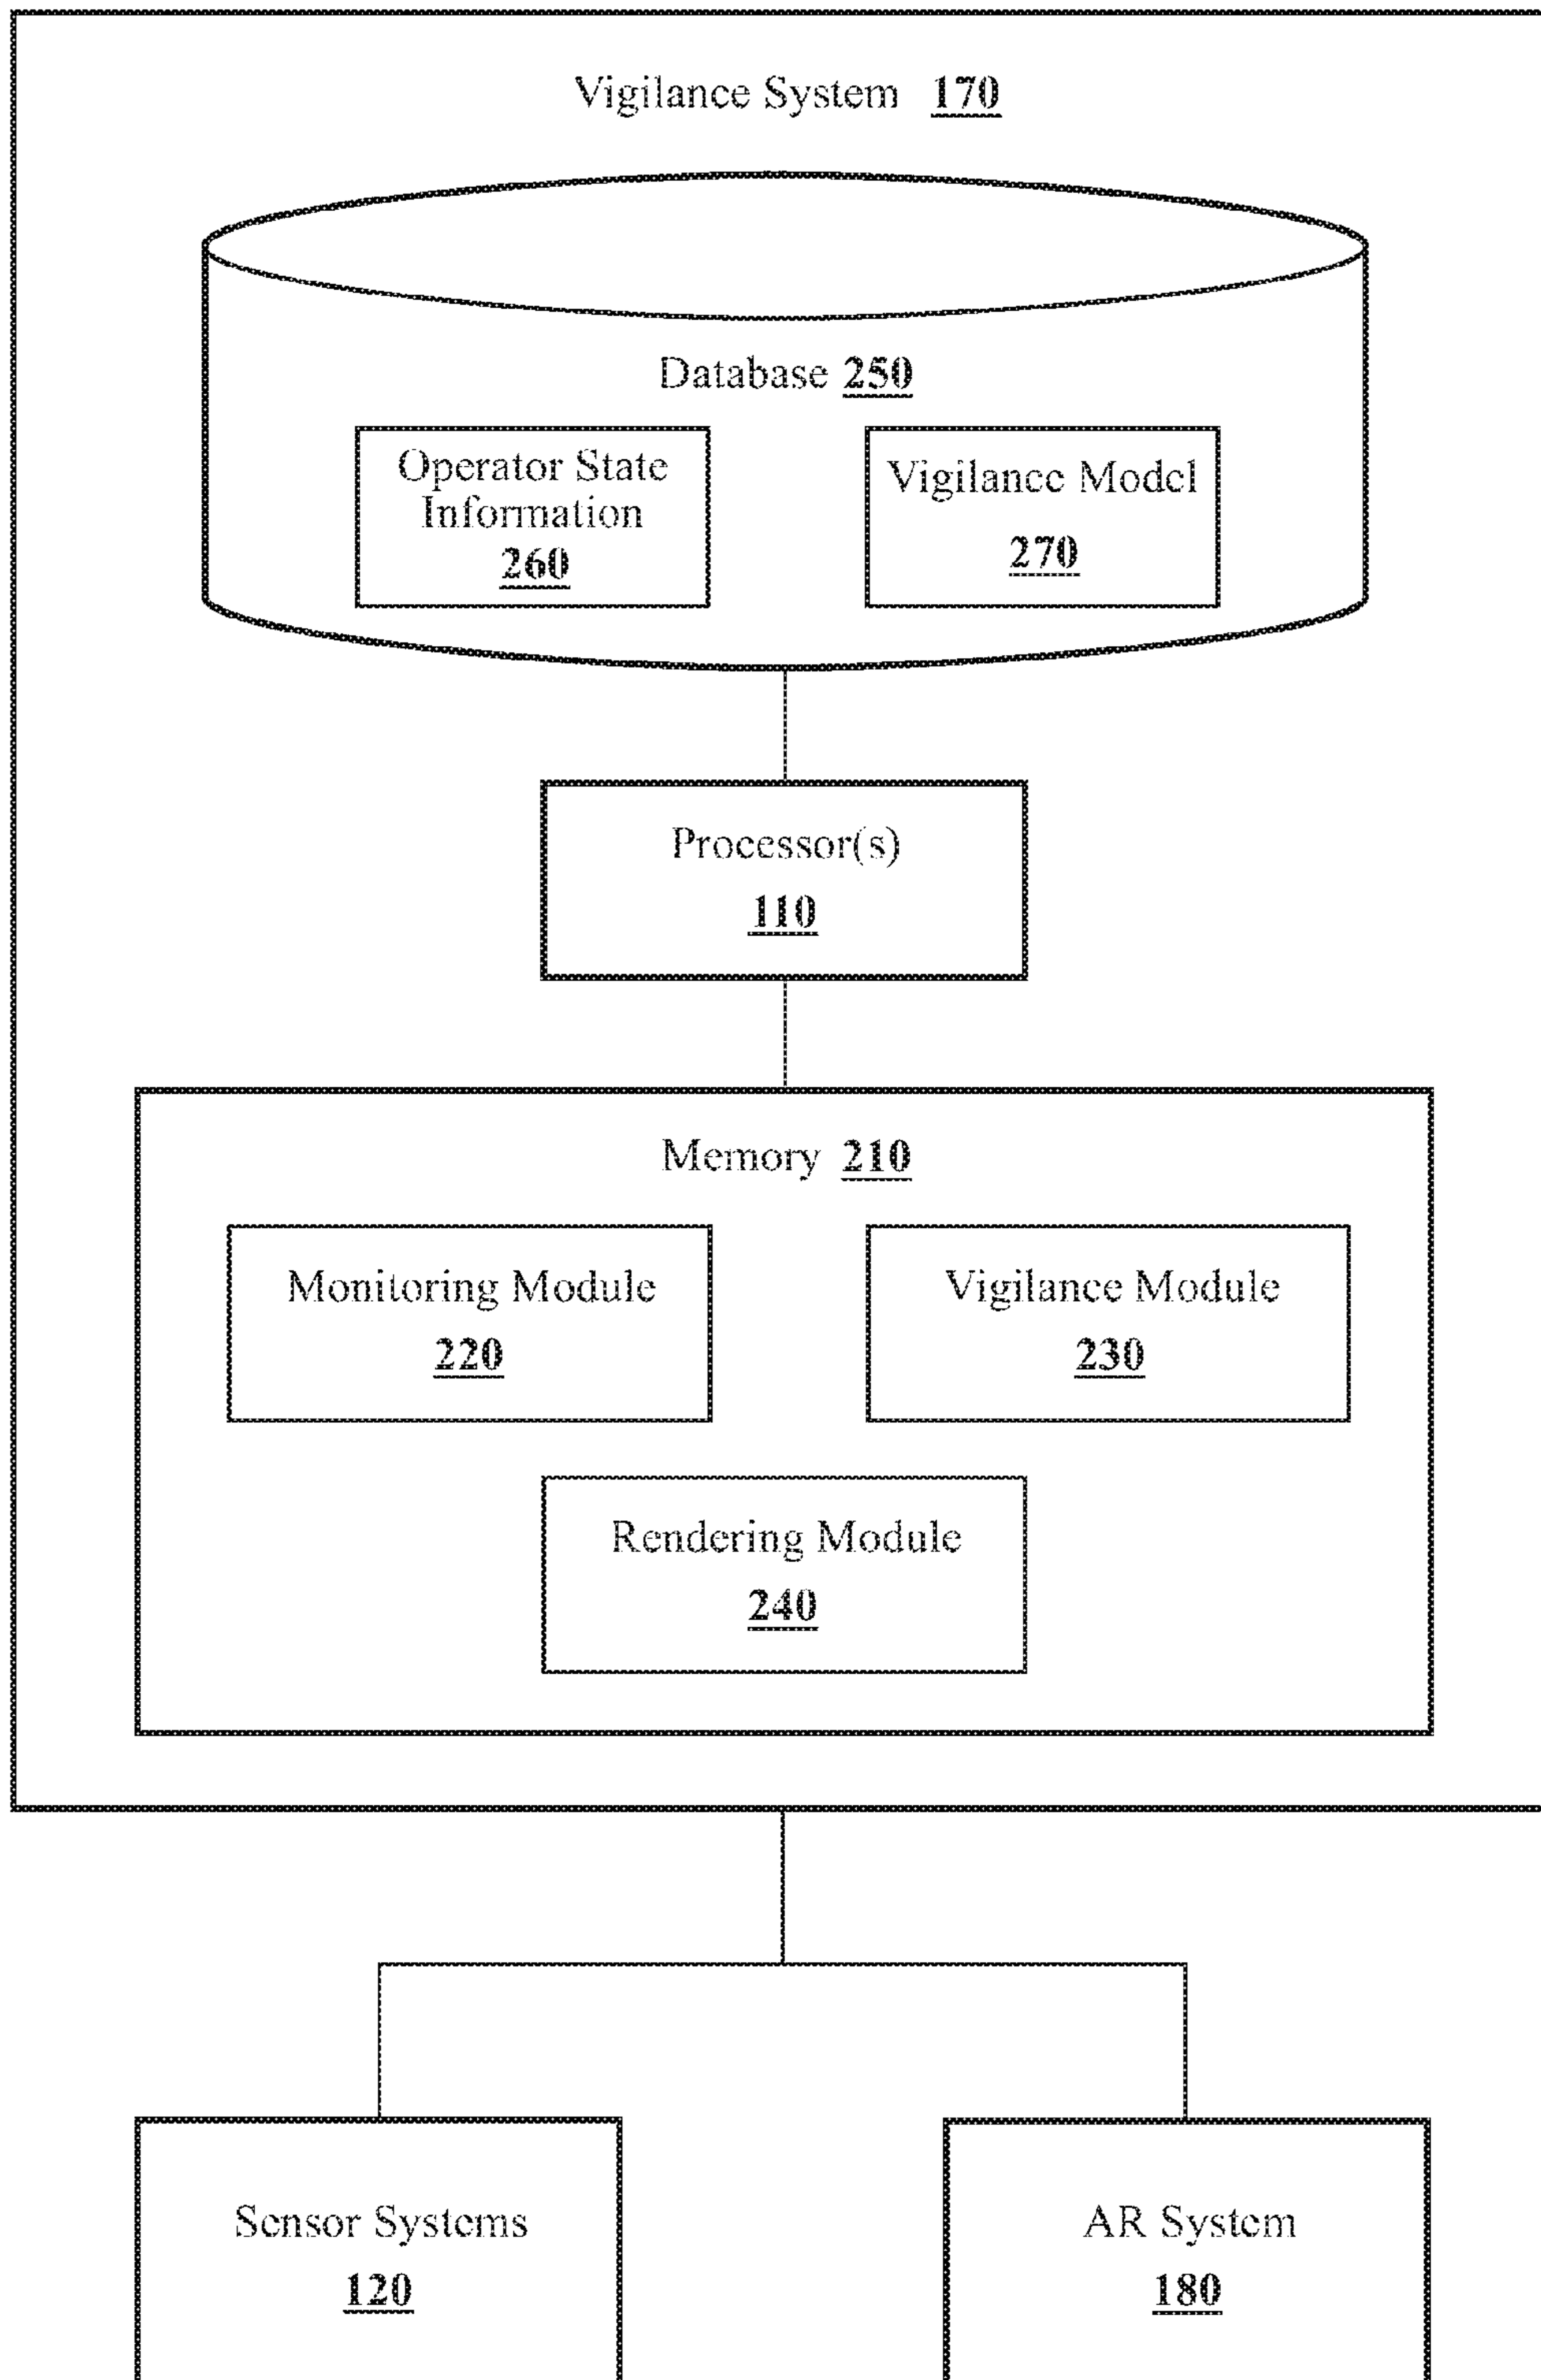 Vigilance System 170
Database 250
Operator State
Information
260
Vigilance Model
270
Processor(s)
110
Memory 210
Monitoring Module
220
Vigilance Module
230
Rendering Module
240
Sensor Systems
120
AR System
180